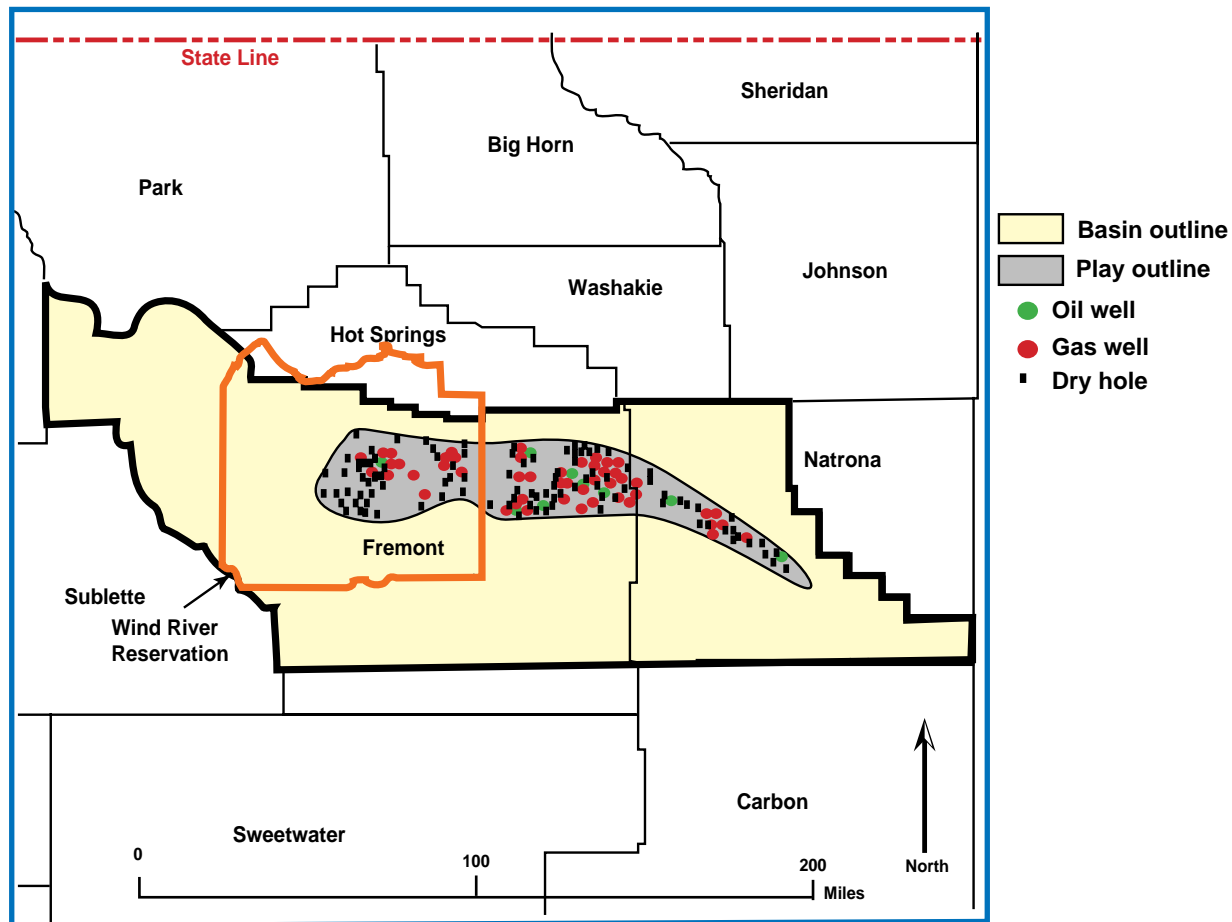 State Line
Sheridan
Big Horn
Park
Johnson
Washakie
Hot Springs
Natrona
Fremont
Sublette
Wind River
Reservation
Carbon
Sweetwater
0
100
200
Miles
North
Basin outline
Play outline
Oil well
Gas well
Dry hole